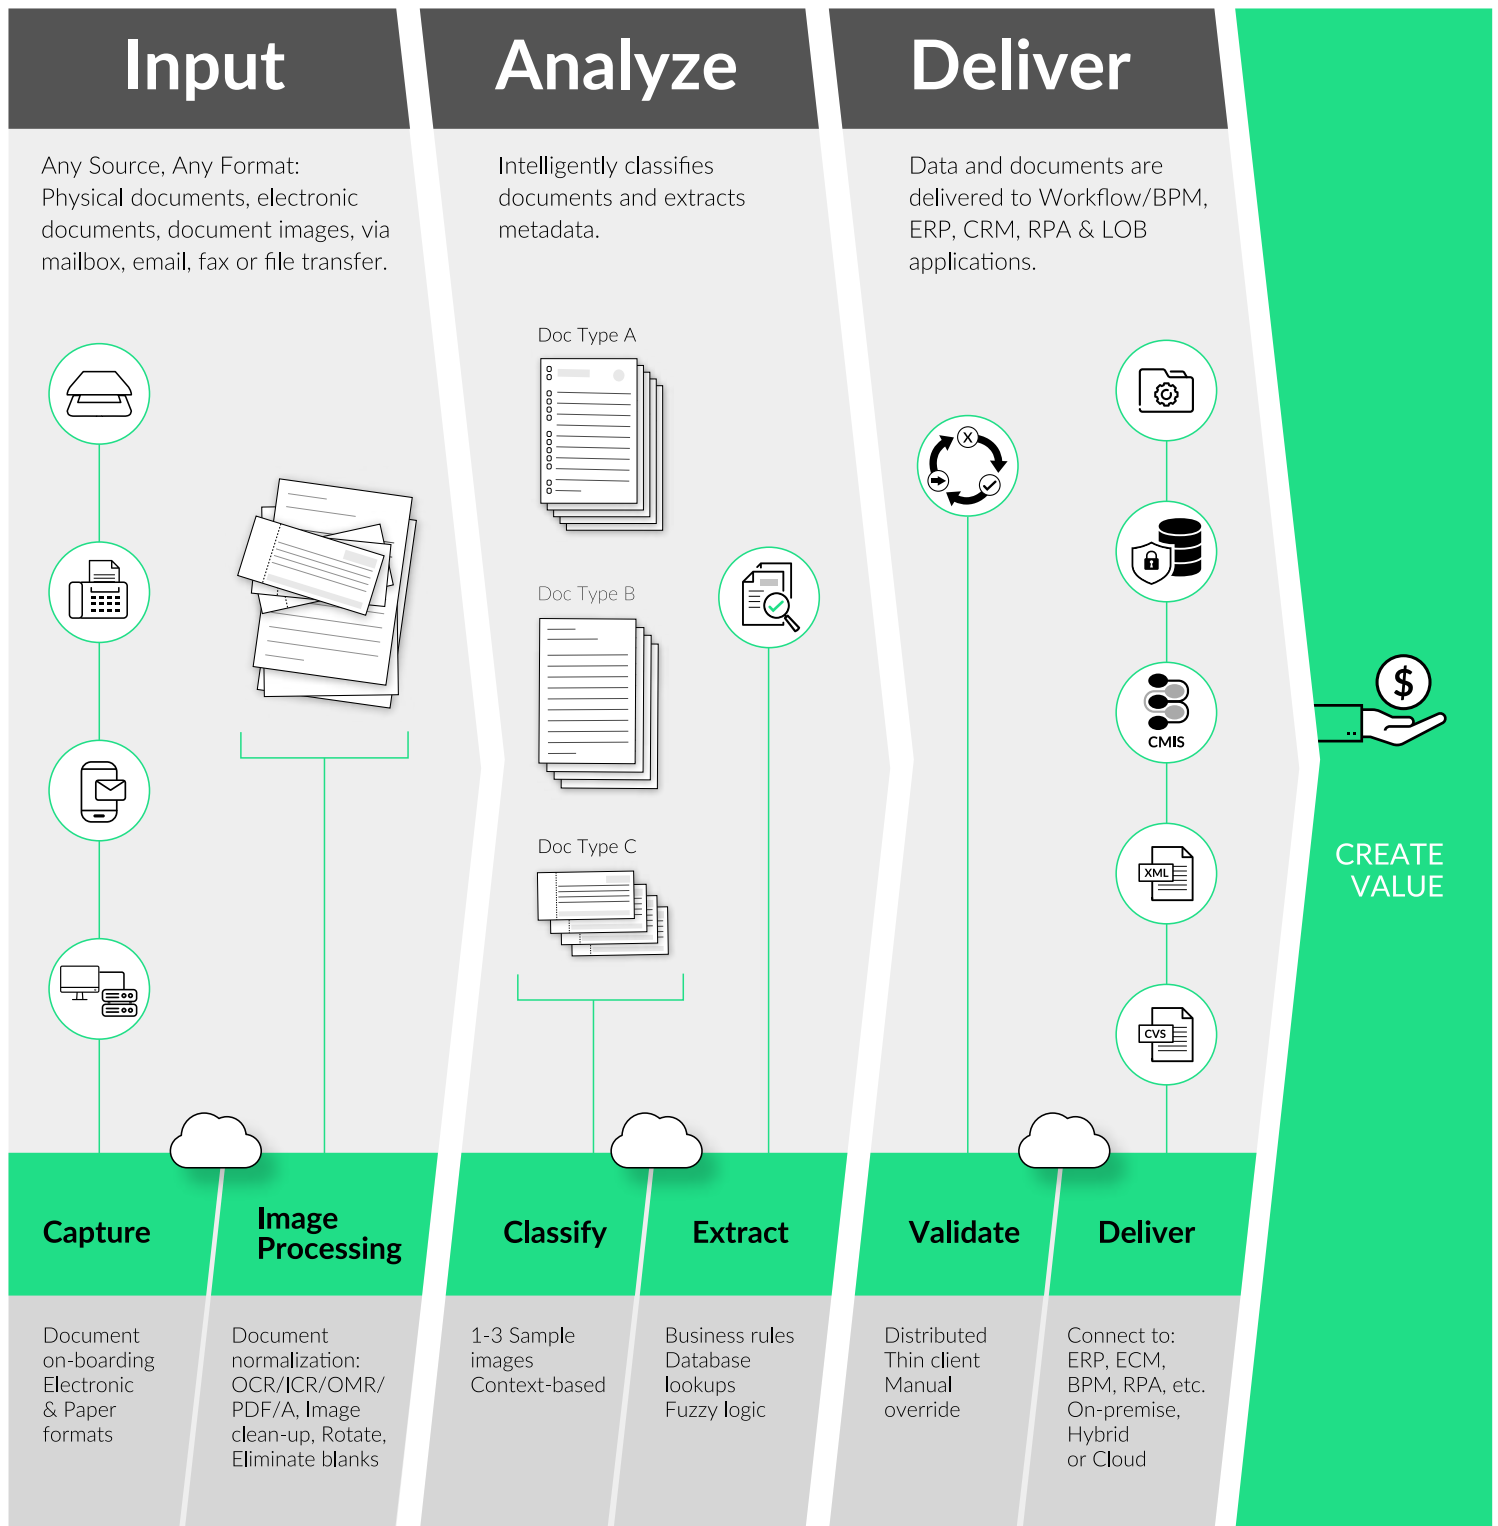 Input
Any Source, Any Format:
Physical documents, electronic
documents, document images, via
mailbox, email, fax or file transfer.
Capture
Image
Processing
Document
on-boarding
Electronic
& Paper
formats
Document
normalization:
OCR/ICR/OMR/
PDF/A, Image
clean-up, Rotate,
Eliminate blanks
Analyze
Intelligently classifies
documents and extracts
metadata.
Doc Type A
Doc Type B
Doc Type C
Classify
Extract
1-3 Sample
images
Context-based
Business rules
Database
lookups
Fuzzy logic
Deliver
Data and documents are
delivered to Workflow/BPM,
ERP, CRM, RPA & LOB
applications.
X
CMIS
XML
CVS
Validate
Deliver
Distributed
Thin client
Manual
override
Connect to:
ERP, ECM,
BPM, RPA, etc.
On-premise,
Hybrid
or Cloud
$
CREATE
VALUE